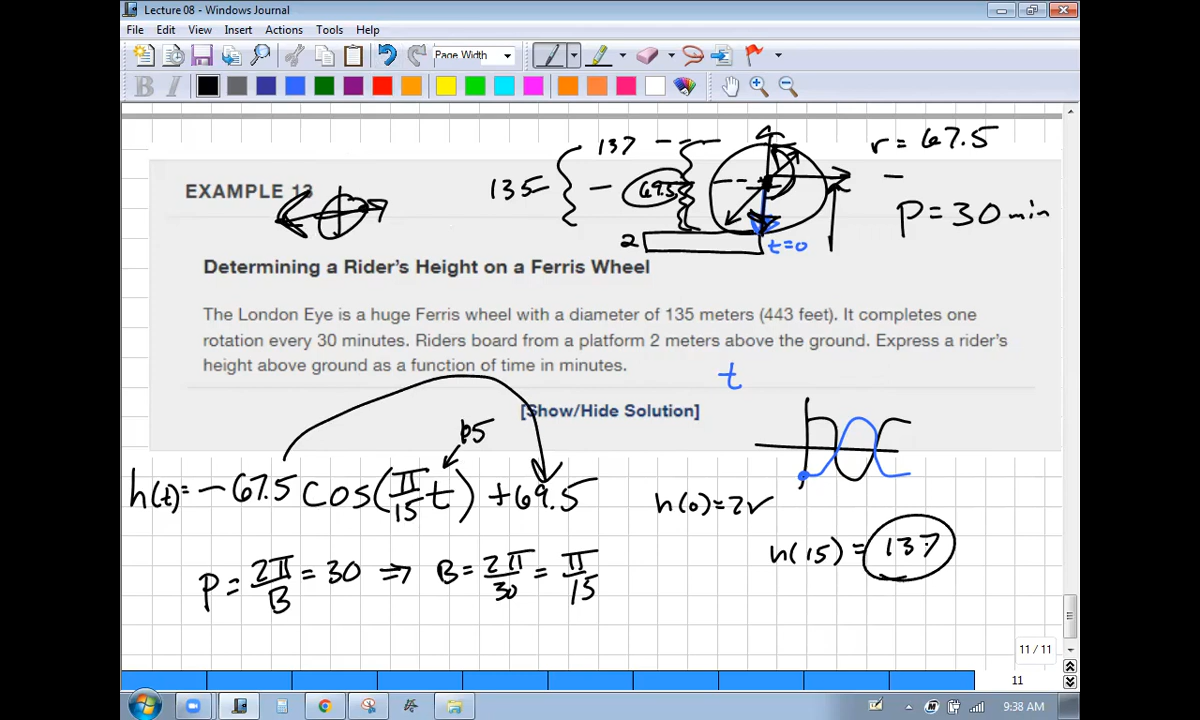 Lecture 08 - Windows Journal
File Edit View Insert Actions Tools Help
Page Width
B I
137
135
69.5
2
t=0
r = 67.5
P = 30 min
EXAMPLE 13
Determining a Rider's Height on a Ferris Wheel
The London Eye is a huge Ferris wheel with a diameter of 135 meters (443 feet). It completes one
rotation every 30 minutes. Riders board from a platform 2 meters above the ground. Express a rider's
height above ground as a function of time in minutes.
t
[Show/Hide Solution]
15
h(t)= -67.5 cos(π/15 t) +69.5
h(0)=2✓
h(15) = 137
P = 2π/B = 30 ⇒ B = 2π/30 = π/15
11 / 11
11
9:38 AM